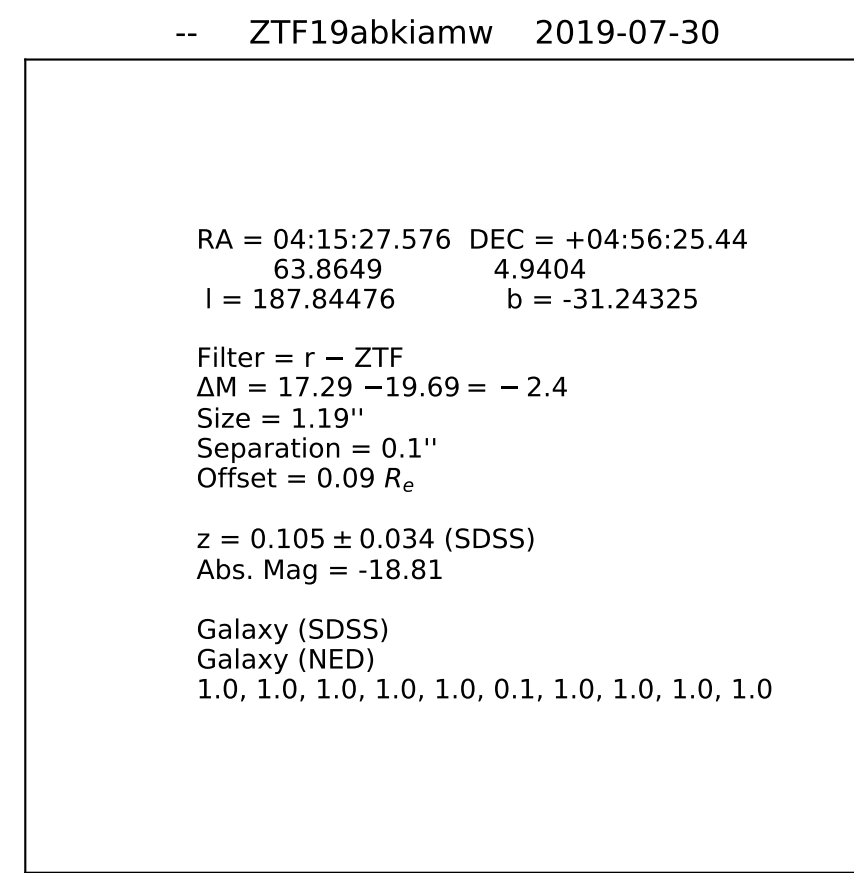 -- ZTF19abkiamw 2019-07-30
RA = 04:15:27.576 DEC = +04:56:25.44
63.8649 4.9404
l = 187.84476 b = -31.24325
Filter = r − ZTF
ΔM = 17.29 −19.69 = − 2.4
Size = 1.19''
Separation = 0.1''
Offset = 0.09 Rₑ
z = 0.105 ± 0.034 (SDSS)
Abs. Mag = -18.81
Galaxy (SDSS)
Galaxy (NED)
1.0, 1.0, 1.0, 1.0, 1.0, 0.1, 1.0, 1.0, 1.0, 1.0